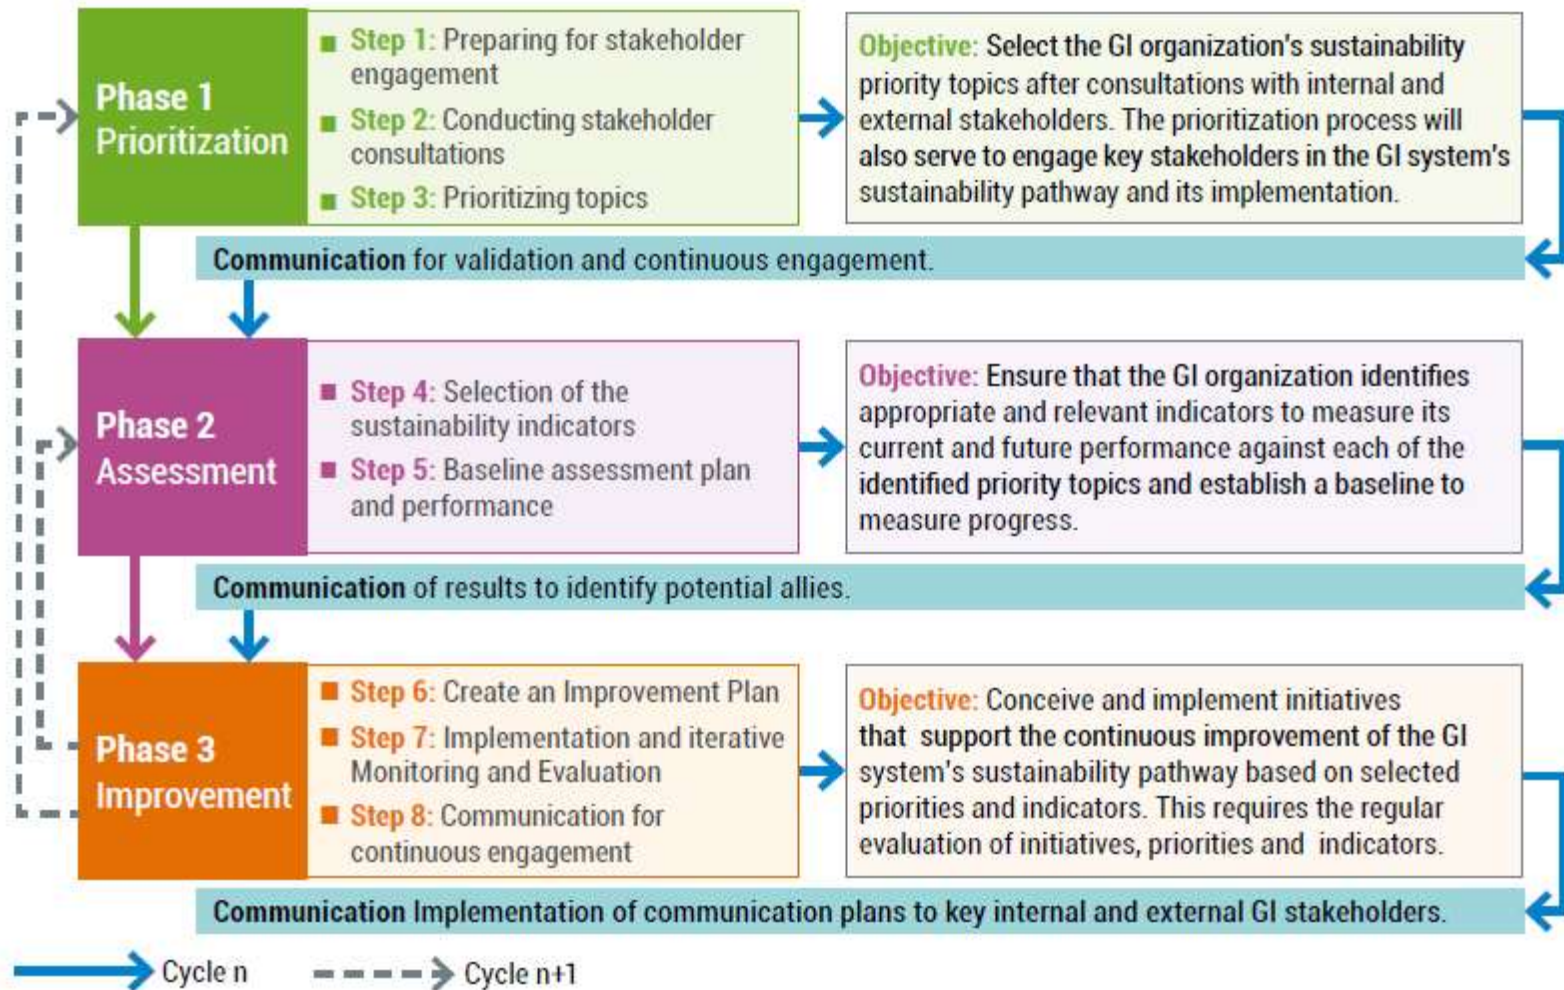 Phase 1
Prioritization
Step 1: Preparing for stakeholder
engagement
Step 2: Conducting stakeholder
consultations
Step 3: Prioritizing topics
Objective: Select the GI organization's sustainability
priority topics after consultations with internal and
external stakeholders. The prioritization process will
also serve to engage key stakeholders in the GI system's
sustainability pathway and its implementation.
Communication for validation and continuous engagement.
Phase 2
Assessment
Step 4: Selection of the
sustainability indicators
Step 5: Baseline assessment plan
and performance
Objective: Ensure that the GI organization identifies
appropriate and relevant indicators to measure its
current and future performance against each of the
identified priority topics and establish a baseline to
measure progress.
Communication of results to identify potential allies.
Phase 3
Improvement
Step 6: Create an Improvement Plan
Step 7: Implementation and iterative
Monitoring and Evaluation
Step 8: Communication for
continuous engagement
Objective: Conceive and implement initiatives
that support the continuous improvement of the GI
system's sustainability pathway based on selected
priorities and indicators. This requires the regular
evaluation of initiatives, priorities and indicators.
Communication Implementation of communication plans to key internal and external GI stakeholders.
Cycle n
Cycle n+1